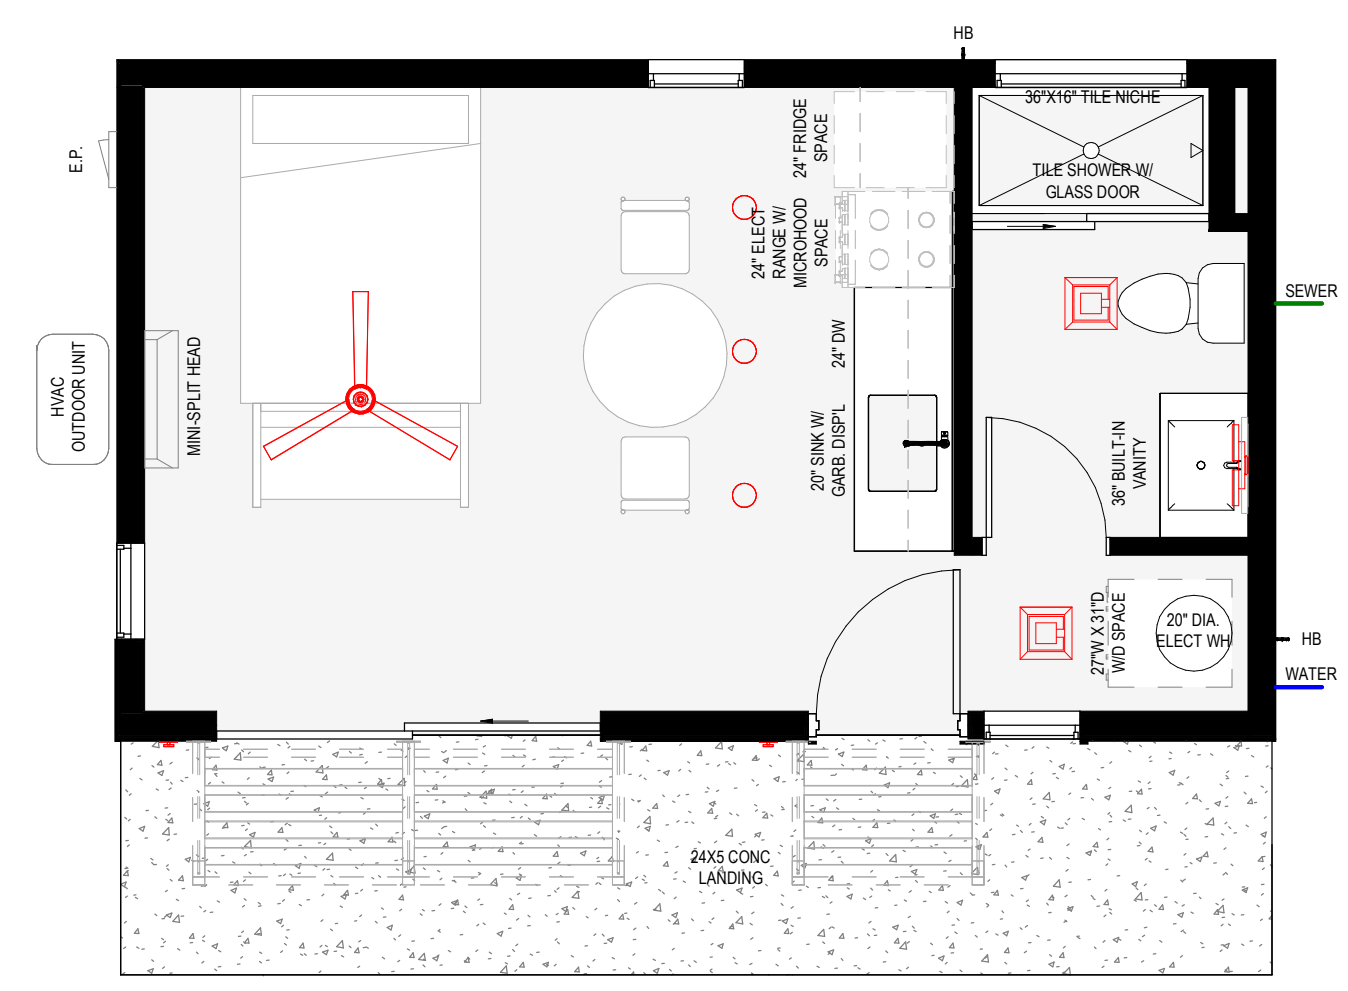 HB
36"X16" TILE NICHE
TILE SHOWER W/
GLASS DOOR
24" FRIDGE
SPACE
E.P.
24" ELECT
RANGE W/
MICROHOOD
SPACE
SEWER
HVAC
OUTDOOR UNIT
MINI-SPLIT HEAD
24" DW
20" SINK W/
GARB. DISP'L
36" BUILT-IN
VANITY
27"W X 31"D
W/D SPACE
20" DIA.
ELECT WH
HB
WATER
24X5 CONC
LANDING